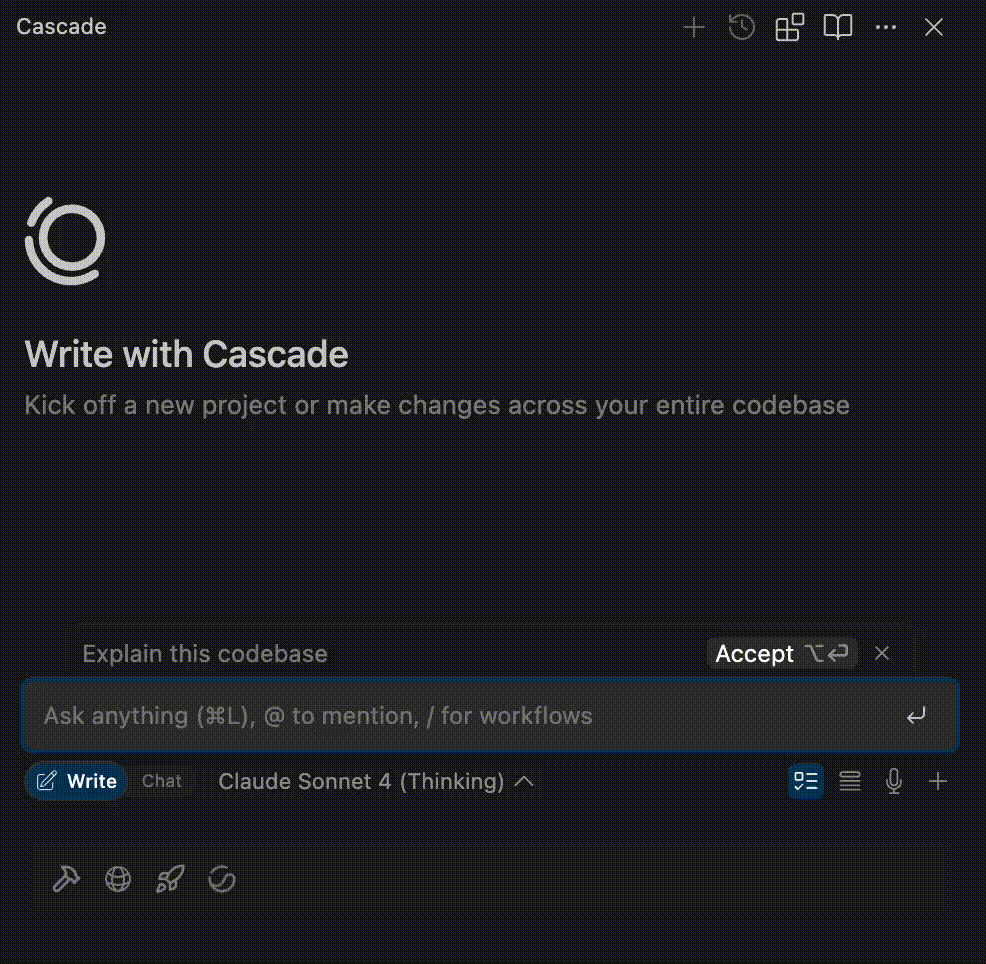 Cascade
Write with Cascade
Kick off a new project or make changes across your entire codebase
Explain this codebase
Accept ⌥⏎
Ask anything (⌘L), @ to mention, / for workflows
Write Chat Claude Sonnet 4 (Thinking)